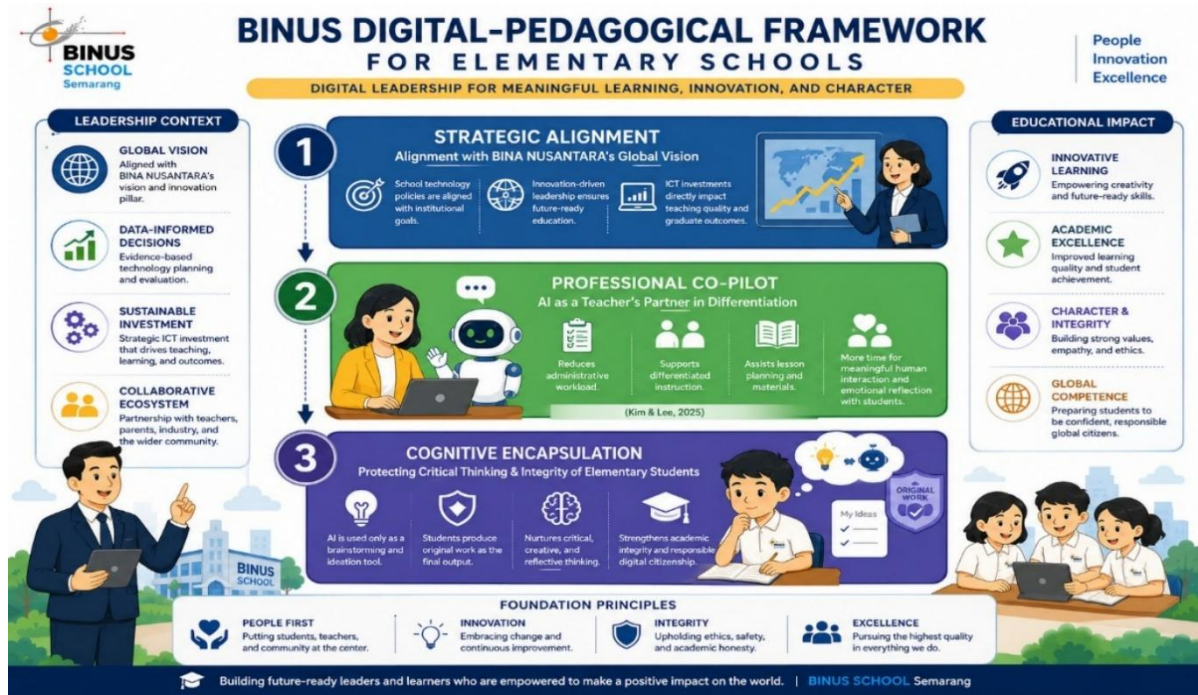 BINUS
SCHOOL
Semarang
BINUS DIGITAL-PEDAGOGICAL FRAMEWORK
FOR ELEMENTARY SCHOOLS
DIGITAL LEADERSHIP FOR MEANINGFUL LEARNING, INNOVATION, AND CHARACTER
People
Innovation
Excellence
LEADERSHIP CONTEXT
GLOBAL VISION
Aligned with
BINA NUSANTARA's
vision and innovation
pillar.
DATA-INFORMED
DECISIONS
Evidence-based
technology planning
and evaluation.
SUSTAINABLE
INVESTMENT
Strategic ICT investment
that drives teaching,
learning, and outcomes.
COLLABORATIVE
ECOSYSTEM
Partnership with teachers,
parents, industry, and
the wider community.
1
STRATEGIC ALIGNMENT
Alignment with BINA NUSANTARA's Global Vision
School technology
policies are aligned
with institutional
goals.
Innovation-driven
leadership ensures
future-ready
education.
ICT investments
directly impact
teaching quality and
graduate outcomes.
2
PROFESSIONAL CO-PILOT
AI as a Teacher's Partner in Differentiation
Reduces
administrative
workload.
Supports
differentiated
instruction.
Assists lesson
planning and
materials.
More time for
meaningful human
interaction and
emotional reflection
with students.
(Kim & Lee, 2025)
3
COGNITIVE ENCAPSULATION
Protecting Critical Thinking & Integrity of Elementary Students
AI is used only as a
brainstorming and
ideation tool.
Students produce
original work as the
final output.
Nurtures critical,
creative, and
reflective thinking.
Strengthens academic
integrity and responsible
digital citizenship.
My Ideas
ORIGINAL
WORK
EDUCATIONAL IMPACT
INNOVATIVE
LEARNING
Empowering creativity
and future-ready skills.
ACADEMIC
EXCELLENCE
Improved learning
quality and student
achievement.
CHARACTER &
INTEGRITY
Building strong values,
empathy, and ethics.
GLOBAL
COMPETENCE
Preparing students to
be confident, responsible
global citizens.
BINUS
SCHOOL
FOUNDATION PRINCIPLES
PEOPLE FIRST
Putting students, teachers,
and community at the center.
INNOVATION
Embracing change and
continuous improvement.
INTEGRITY
Upholding ethics, safety,
and academic honesty.
EXCELLENCE
Pursuing the highest quality
in everything we do.
Building future-ready leaders and learners who are empowered to make a positive impact on the world. | BINUS SCHOOL Semarang